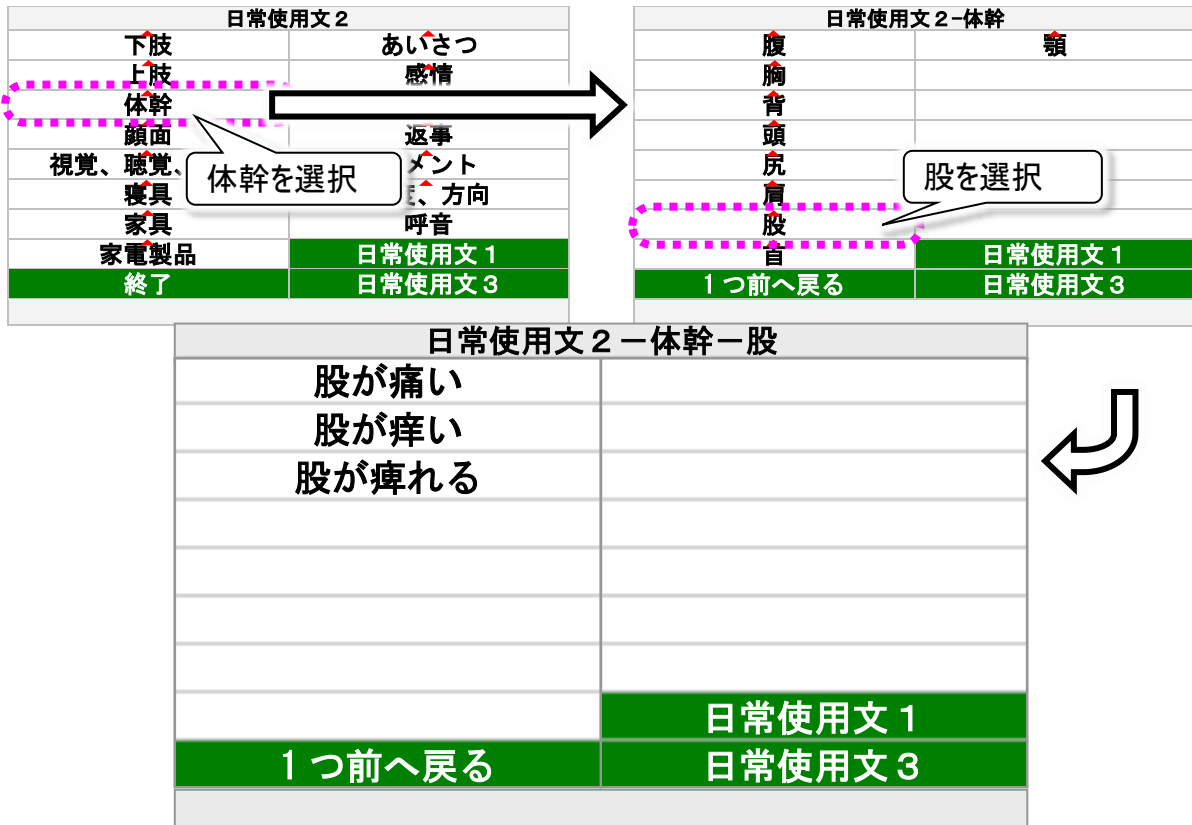 日常使用文２
下肢 あいさつ
上肢 感情
体幹
顔面 返事
視覚、聴覚、 メント
寝具 、方向
家具 呼音
家電製品 日常使用文１
終了 日常使用文３
体幹を選択
日常使用文２-体幹
腹 顎
胸
背
頭
尻
肩
股
首 日常使用文１
１つ前へ戻る 日常使用文３
股を選択
日常使用文２－体幹－股
股が痛い
股が痒い
股が痺れる
日常使用文１
１つ前へ戻る 日常使用文３